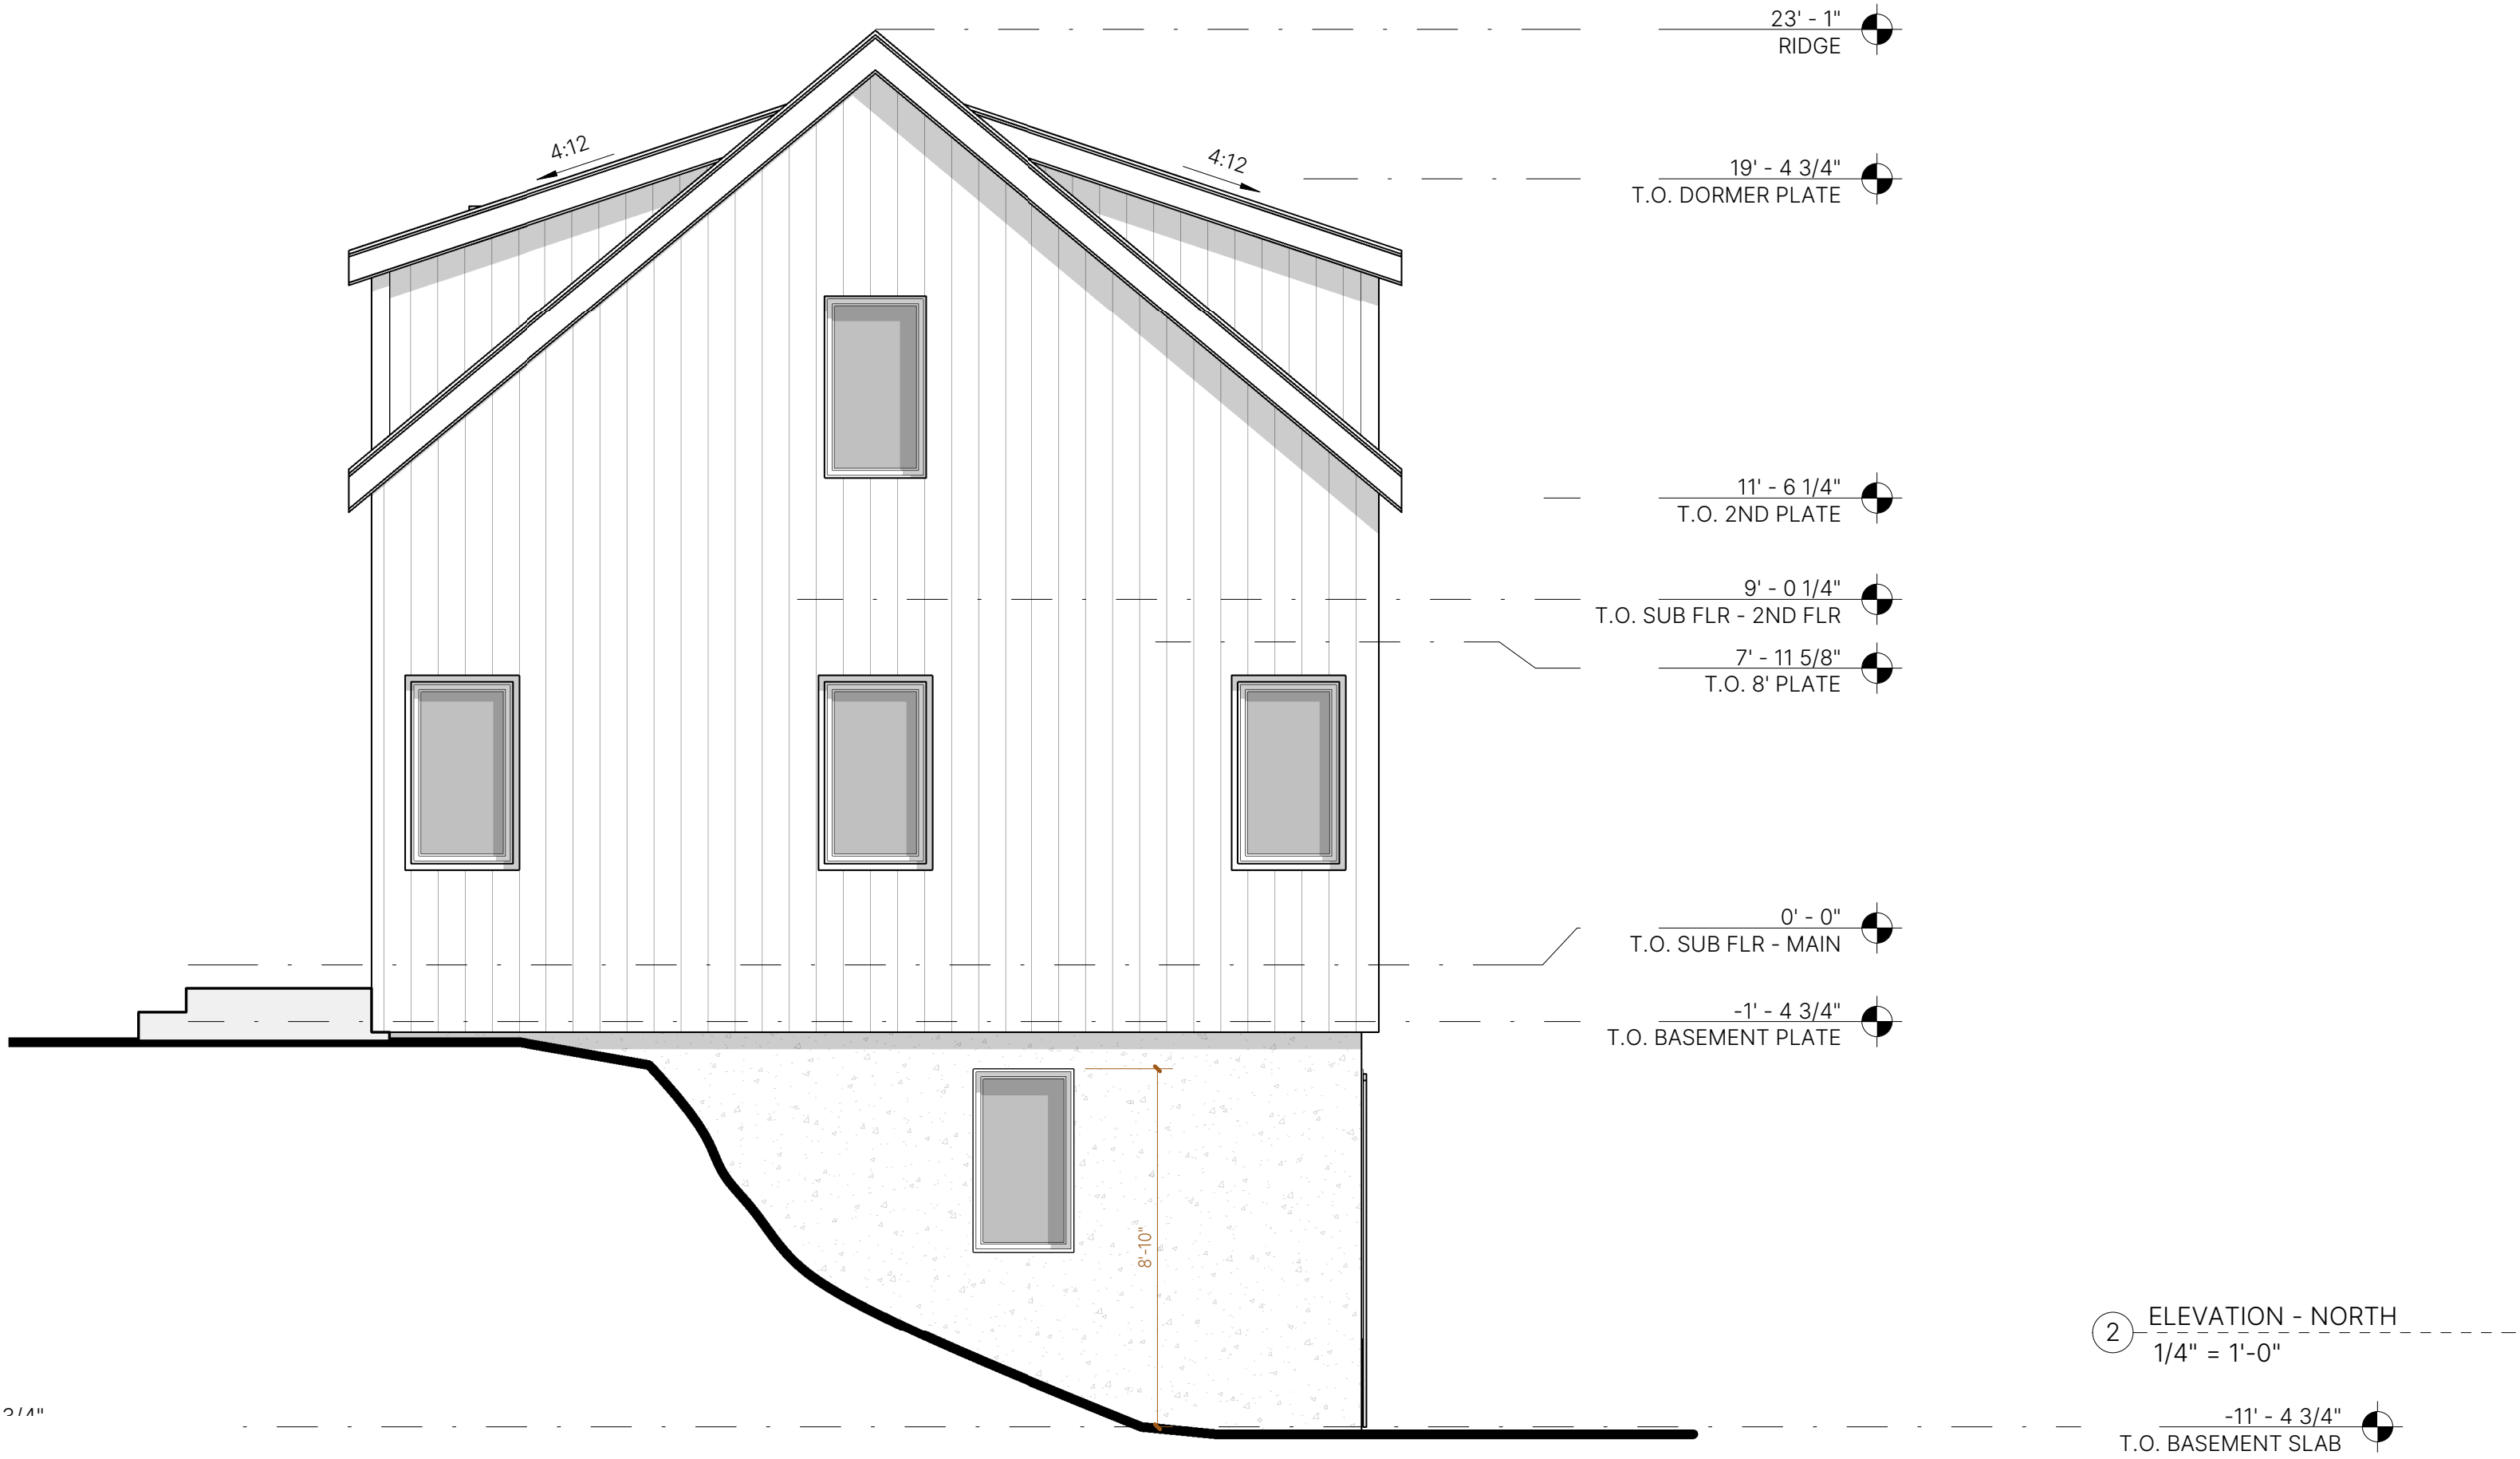 23' - 1"
RIDGE
4:12
4:12
19' - 4 3/4"
T.O. DORMER PLATE
11' - 6 1/4"
T.O. 2ND PLATE
9' - 0 1/4"
T.O. SUB FLR - 2ND FLR
7' - 11 5/8"
T.O. 8' PLATE
0' - 0"
T.O. SUB FLR - MAIN
-1' - 4 3/4"
T.O. BASEMENT PLATE
8'-10"
2
ELEVATION - NORTH
1/4" = 1'-0"
3/4"
-11' - 4 3/4"
T.O. BASEMENT SLAB